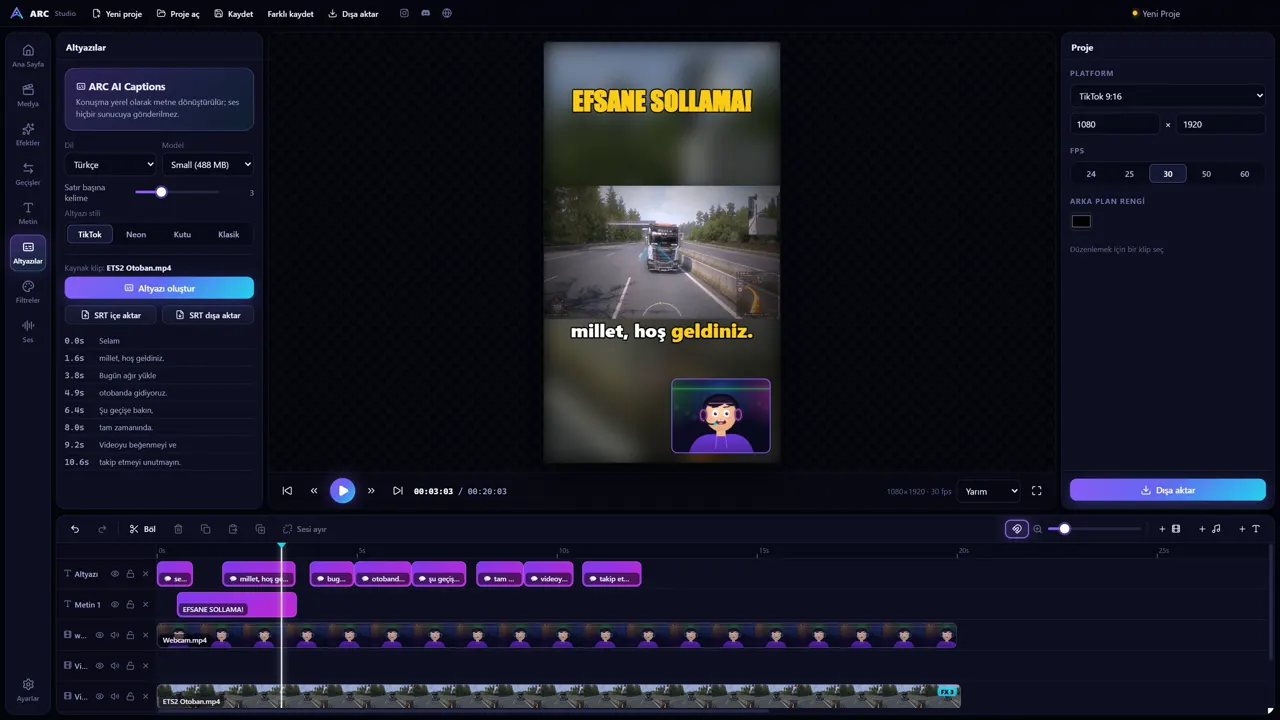 ARC Studio Yeni proje Proje aç Kaydet Farklı kaydet Dışa aktar Yeni Proje
Ana Sayfa
Medya
Efektler
Geçişler
Metin
Altyazılar
Filtreler
Ses
Ayarlar
Altyazılar
ARC AI Captions
Konuşma yerel olarak metne dönüştürülür; ses
hiçbir sunucuya gönderilmez.
Dil Model
Türkçe Small (488 MB)
Satır başına
kelime
3
Altyazı stili
TikTok Neon Kutu Klasik
Kaynak klip: ETS2 Otoban.mp4
Altyazı oluştur
SRT içe aktar SRT dışa aktar
0.0s Selam
1.6s millet, hoş geldiniz.
3.8s Bugün ağır yükle
4.9s otobanda gidiyoruz.
6.4s Şu geçişe bakın,
8.0s tam zamanında.
9.2s Videoyu beğenmeyi ve
10.6s takip etmeyi unutmayın.
EFSANE SOLLAMA!
millet, hoş geldiniz.
00:03:03 / 00:20:03
1080×1920 · 30 fps Yarım
Proje
PLATFORM
TikTok 9:16
1080 × 1920
FPS
24 25 30 50 60
ARKA PLAN RENGİ
Düzenlemek için bir klip seç
Dışa aktar
Böl Sesi ayır
+ + + T
0s 5s 10s 15s 20s 25s
Altyazı se... millet, hoş ge... bug... otoband... şu geçiş... tam ... videoy... takip et...
Metin 1 EFSANE SOLLAMA!
w... Webcam.mp4
Vi...
Vi... ETS2 Otoban.mp4 FX 3